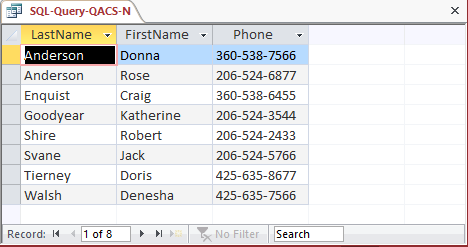 SQL-Query-QACS-N
LastName FirstName Phone
Anderson Donna 360-538-7566
Anderson Rose 206-524-6877
Enquist Craig 360-538-6455
Goodyear Katherine 206-524-3544
Shire Robert 206-524-2433
Svane Jack 206-524-5766
Tierney Doris 425-635-8677
Walsh Denesha 425-635-7566
Record: 1 of 8 No Filter Search